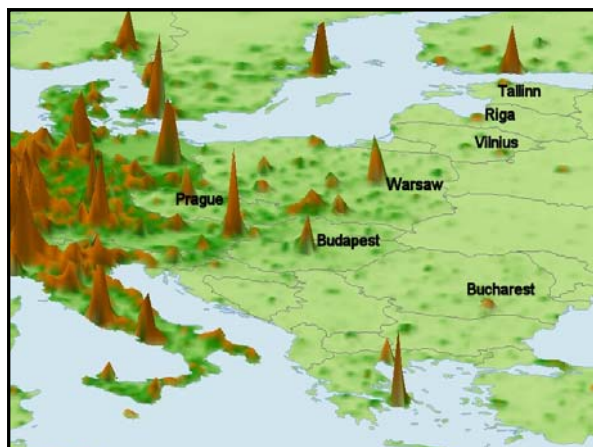 Tallinn
Riga
Vilnius
Prague
Warsaw
Budapest
Bucharest